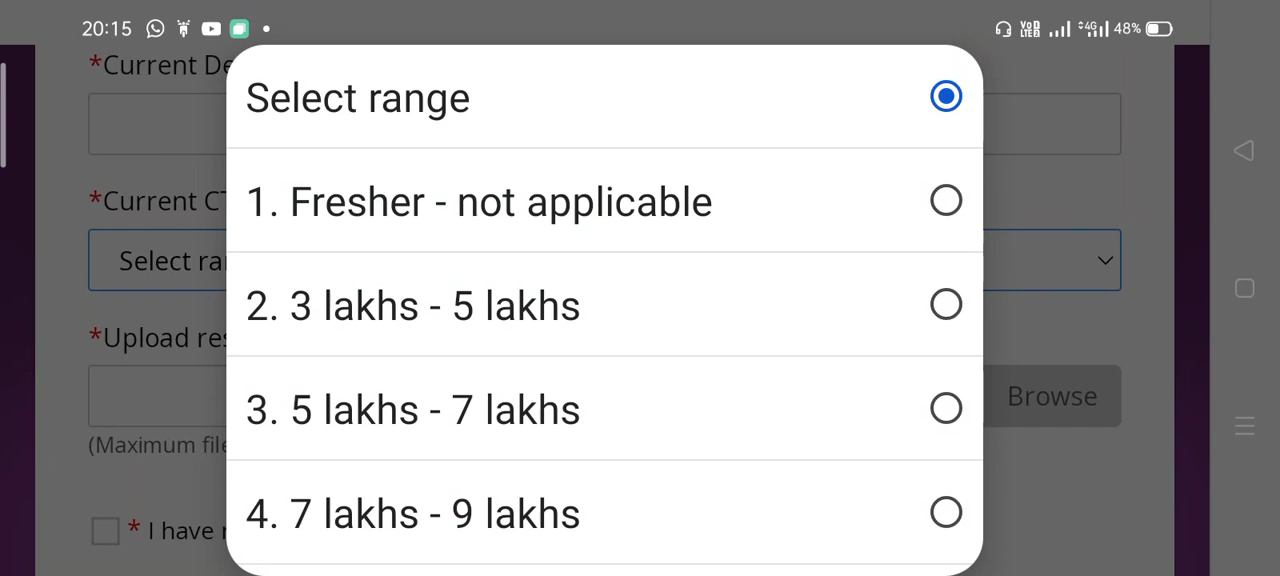 20:15
48%
*Current De
Select range
1. Fresher - not applicable
*Current CT
Select ran
2. 3 lakhs - 5 lakhs
*Upload res
3. 5 lakhs - 7 lakhs
Browse
(Maximum file
4. 7 lakhs - 9 lakhs
* I have r